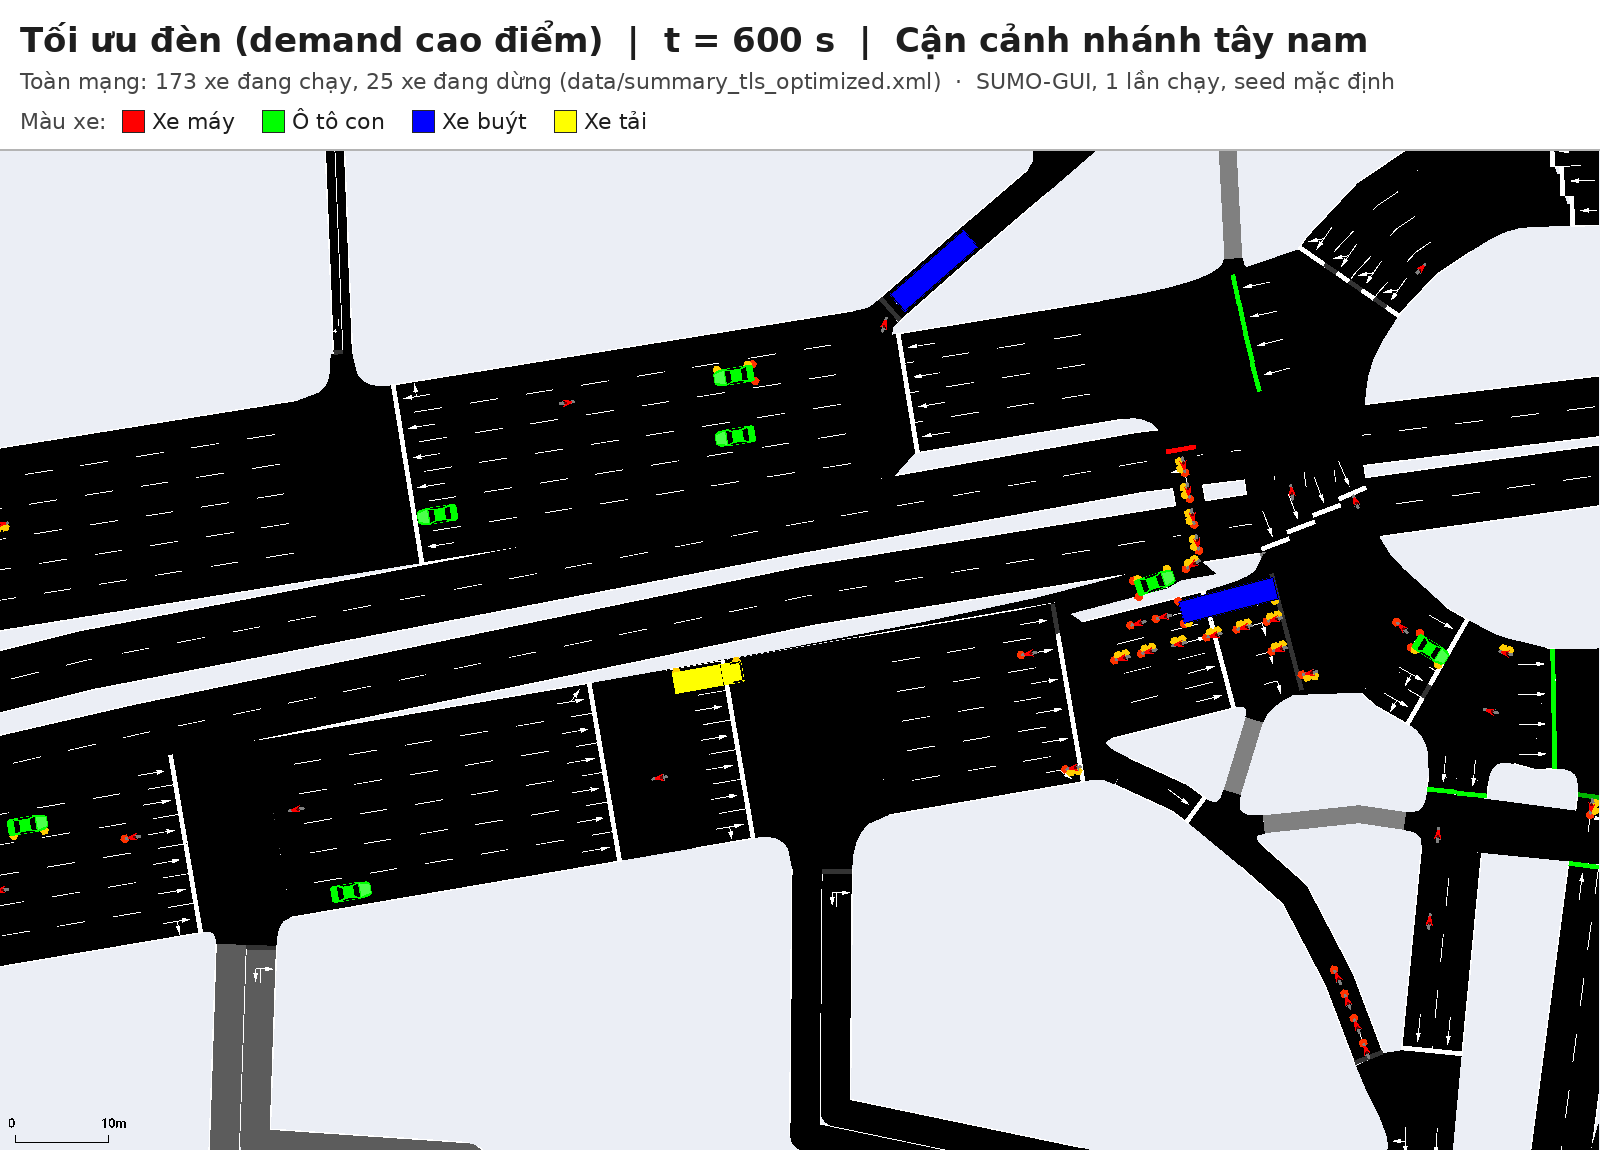 Tối ưu đèn (demand cao điểm) | t = 600 s | Cận cảnh nhánh tây nam
Toàn mạng: 173 xe đang chạy, 25 xe đang dừng (data/summary_tls_optimized.xml) · SUMO-GUI, 1 lần chạy, seed mặc định
Màu xe: Xe máy Ô tô con Xe buýt Xe tải
0 10m